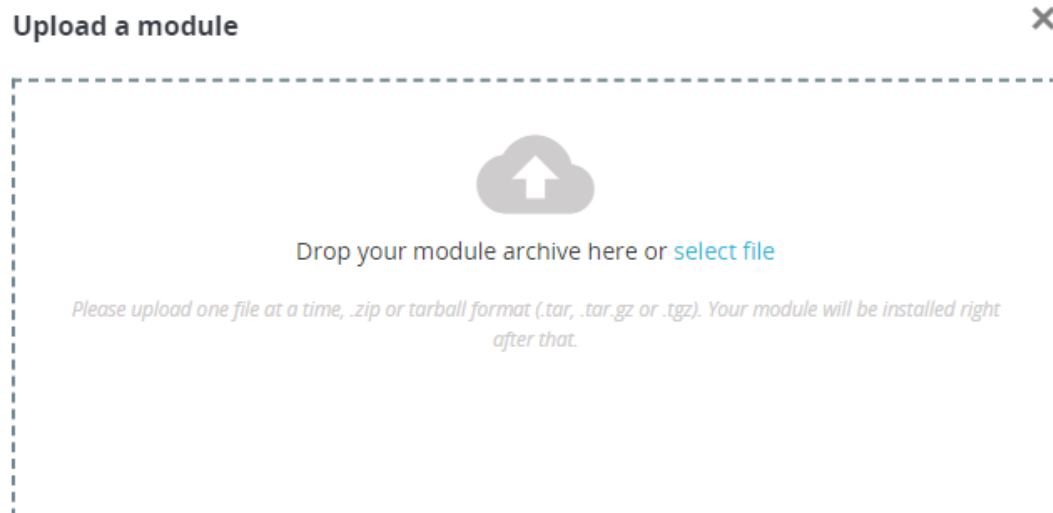 Upload a module
Drop your module archive here or select file
Please upload one file at a time, .zip or tarball format (.tar, .tar.gz or .tgz). Your module will be installed right
after that.